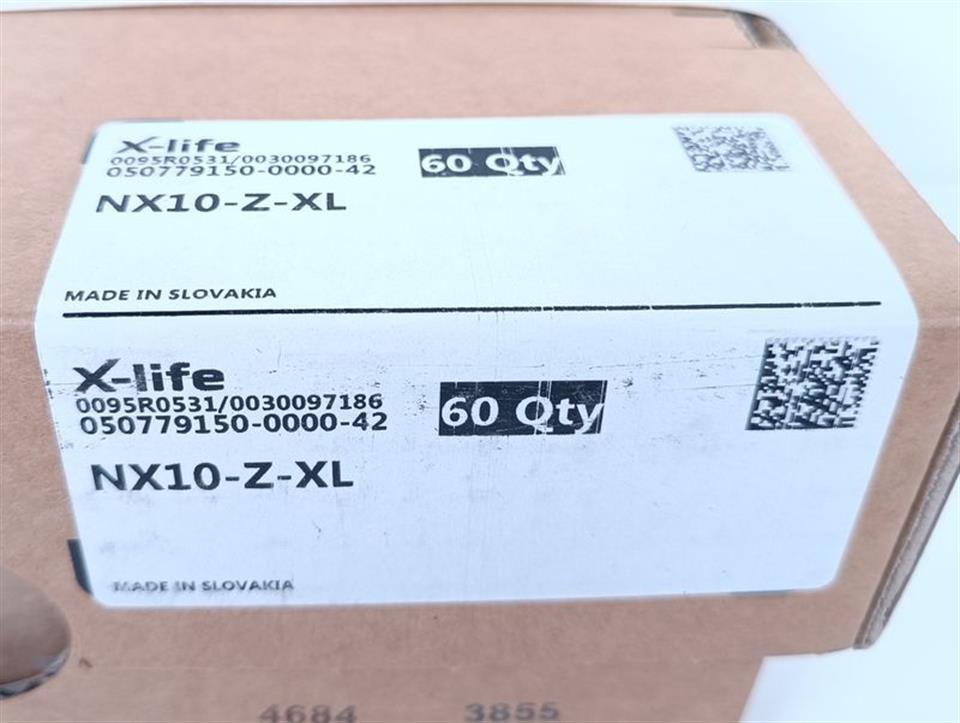 X-life
0095R0531/0030097186
050779150-0000-42
60 Qty
NX10-Z-XL
MADE IN SLOVAKIA
X-life
0095R0531/0030097186
050779150-0000-42
60 Qty
NX10-Z-XL
MADE IN SLOVAKIA
4684 3855